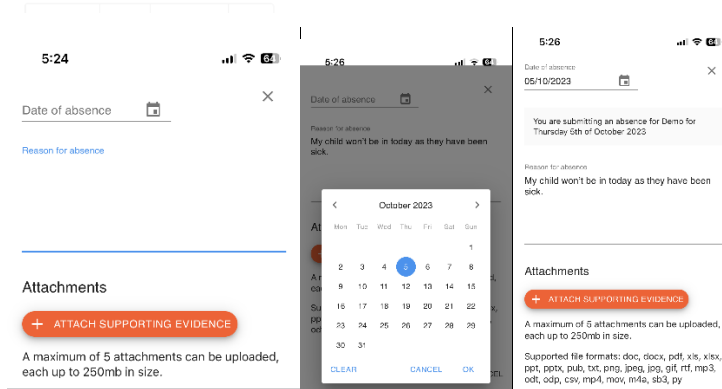 5:24
64
Date of absence
Reason for absence
Attachments
+ ATTACH SUPPORTING EVIDENCE
A maximum of 5 attachments can be uploaded,
each up to 250mb in size.
5:26
64
Date of absence
Reason for absence
My child won't be in today as they have been
sick.
October 2023
Mon Tue Wed Thu Fri Sat Sun
1
2 3 4 5 6 7 8
9 10 11 12 13 14 15
16 17 18 19 20 21 22
23 24 25 26 27 28 29
30 31
CLEAR CANCEL OK
5:26
64
Date of absence
05/10/2023
You are submitting an absence for Demo for
Thursday 5th of October 2023
Reason for absence
My child won't be in today as they have been
sick.
Attachments
+ ATTACH SUPPORTING EVIDENCE
A maximum of 5 attachments can be uploaded,
each up to 250mb in size.
Supported file formats: doc, docx, pdf, xls, xlsx,
ppt, pptx, pub, txt, png, jpeg, jpg, gif, rtf, mp3,
odt, odp, csv, mp4, mov, m4a, sb3, py